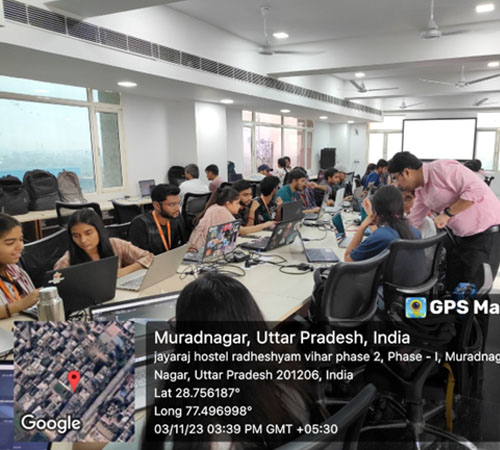 GPS Ma
Muradnagar, Uttar Pradesh, India
jayaraj hostel radheshyam vihar phase 2, Phase - I, Muradnag
Nagar, Uttar Pradesh 201206, India
Lat 28.756187°
Long 77.496998°
03/11/23 03:39 PM GMT +05:30
Google